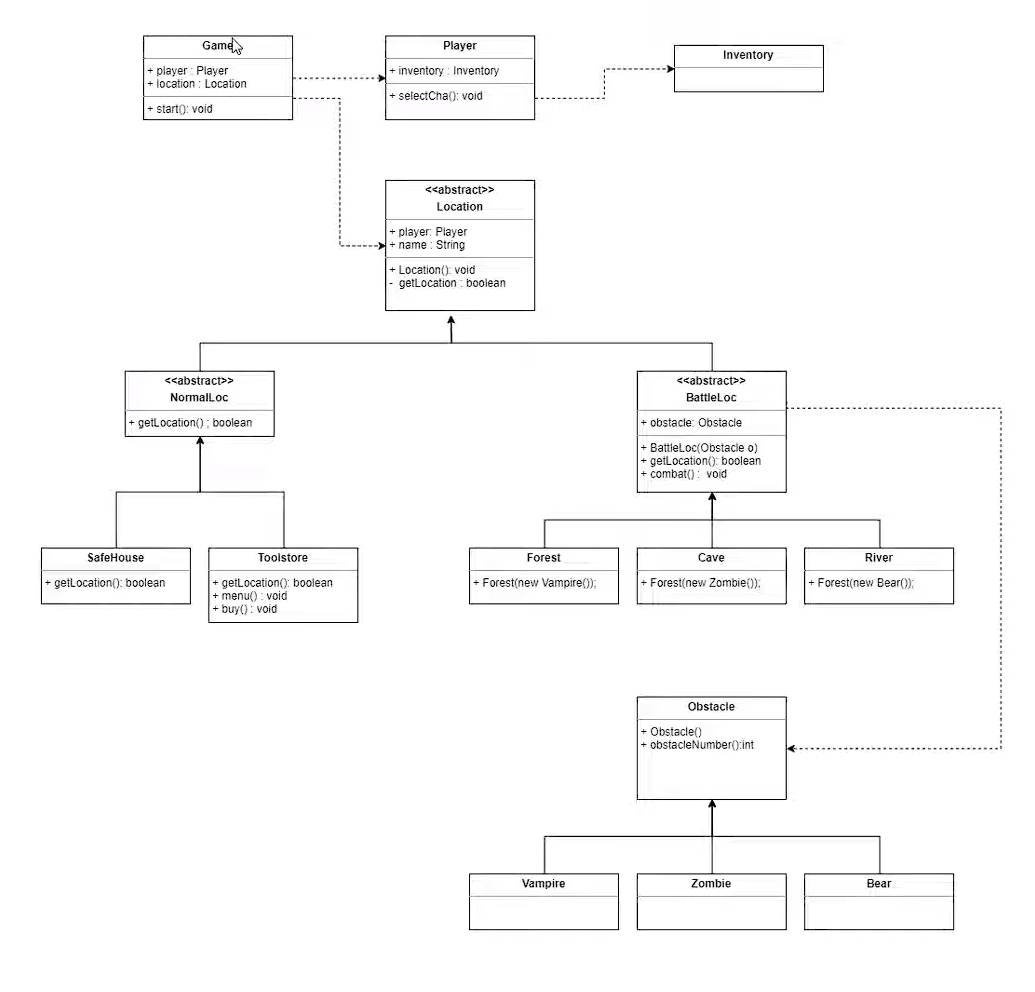 Game
+ player : Player
+ location : Location
+ start(): void
Player
+ inventory : Inventory
+ selectCha(): void
Inventory
<<abstract>>
Location
+ player: Player
+ name : String
+ Location(): void
- getLocation : boolean
<<abstract>>
NormalLoc
+ getLocation() ; boolean
<<abstract>>
BattleLoc
+ obstacle: Obstacle
+ BattleLoc(Obstacle o)
+ getLocation(): boolean
+ combat() : void
SafeHouse
+ getLocation(): boolean
Toolstore
+ getLocation(): boolean
+ menu() : void
+ buy() : void
Forest
+ Forest(new Vampire());
Cave
+ Forest(new Zombie());
River
+ Forest(new Bear());
Obstacle
+ Obstacle()
+ obstacleNumber():int
Vampire
Zombie
Bear